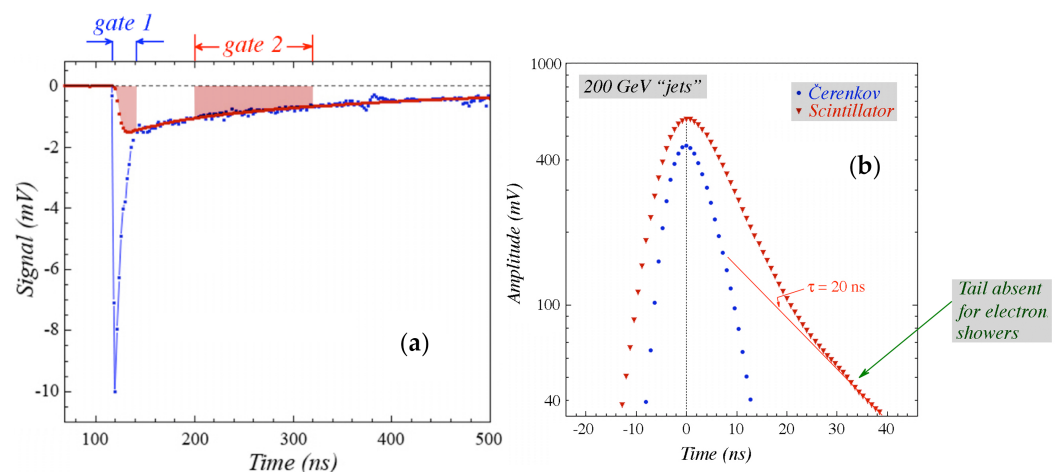 gate 1
gate 2
0
-2
-4
-6
-8
-10
Signal (mV)
100
200
300
400
500
Time (ns)
(a)
1000
400
100
40
Amplitude (mV)
200 GeV “jets”
Čerenkov
Scintillator
(b)
τ = 20 ns
Tail absent
for electron
showers
-20
-10
0
10
20
30
40
Time (ns)